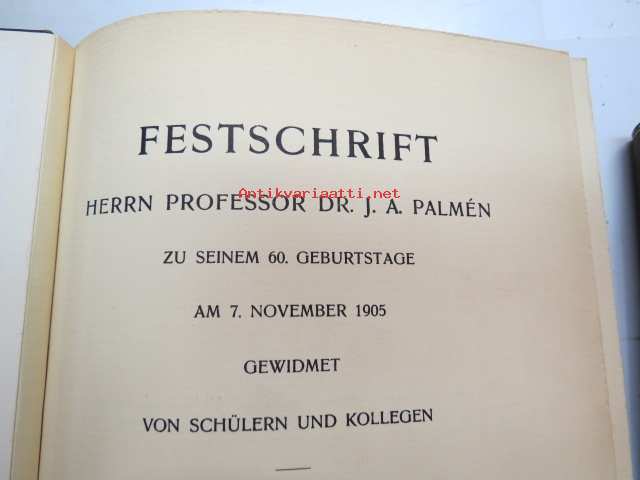 FESTSCHRIFT
Antikvariaatti.net
HERRN PROFESSOR DR. J. A. PALMÉN
ZU SEINEM 60. GEBURTSTAGE
AM 7. NOVEMBER 1905
GEWIDMET
VON SCHÜLERN UND KOLLEGEN